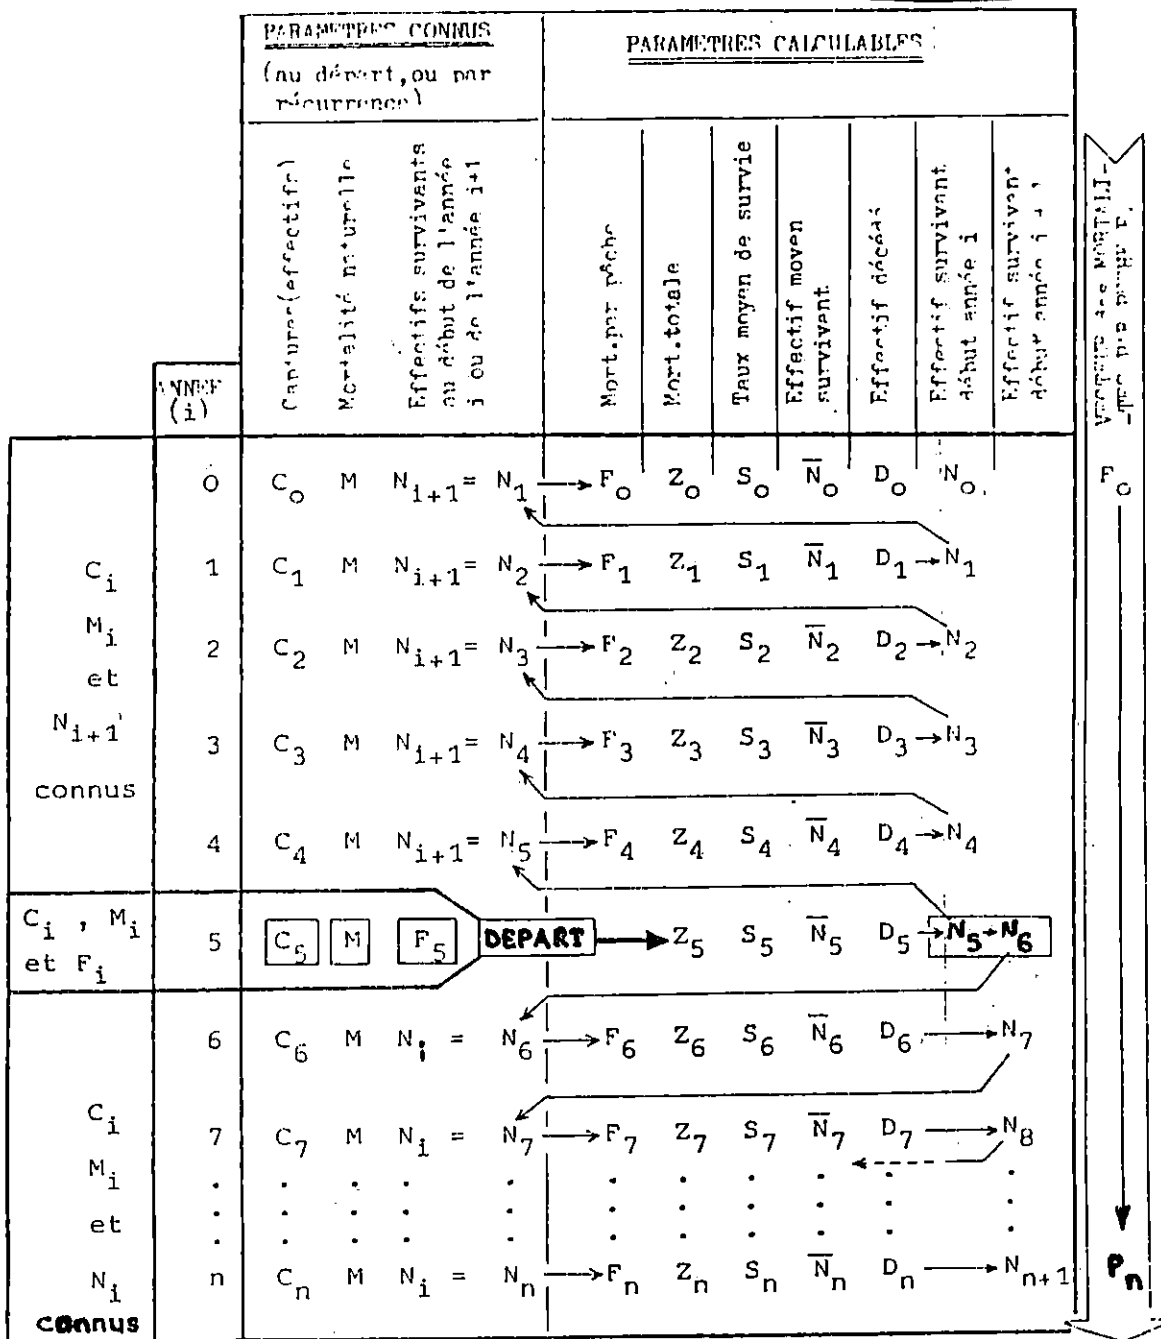 PARAMETRES CONNUS
(au départ, ou par
récurrence)
PARAMETRES CALCULABLES
ANNEE
(i)
Captures (effectifs)
Mortalité naturelle
Effectifs survivants
au début de l'année
i ou de l'année i+1
Mort. par pêche
Mort. totale
Taux moyen de survie
Effectif moyen
survivant
Effectif décédé
Effectif survivant
début année i
Effectif survivant
début année i +
0 C₀ M Nᵢ₊₁= N₁ → F₀ Z₀ S₀ N̅₀ D₀ N₀ F₀
1 C₁ M Nᵢ₊₁= N₂ → F₁ Z₁ S₁ N̅₁ D₁ → N₁
2 C₂ M Nᵢ₊₁= N₃ → F₂ Z₂ S₂ N̅₂ D₂ → N₂
3 C₃ M Nᵢ₊₁= N₄ → F₃ Z₃ S₃ N̅₃ D₃ → N₃
4 C₄ M Nᵢ₊₁= N₅ → F₄ Z₄ S₄ N̅₄ D₄ → N₄
Cᵢ
Mᵢ
et
Nᵢ₊₁
connus
Cᵢ , Mᵢ
et Fᵢ
5 C₅ M F₅ DEPART → Z₅ S₅ N̅₅ D₅ → N₅ → N₆
6 C₆ M Nᵢ = N₆ → F₆ Z₆ S₆ N̅₆ D₆ → N₇
7 C₇ M Nᵢ = N₇ → F₇ Z₇ S₇ N̅₇ D₇ → N₈
. . . . . . . . . . .
. . . . . . . . . . .
. . . . . . . . . . .
n Cₙ M Nᵢ = Nₙ → Fₙ Zₙ Sₙ N̅ₙ Dₙ → Nₙ₊₁ Fₙ
Cᵢ
Mᵢ
et
Nᵢ
connus